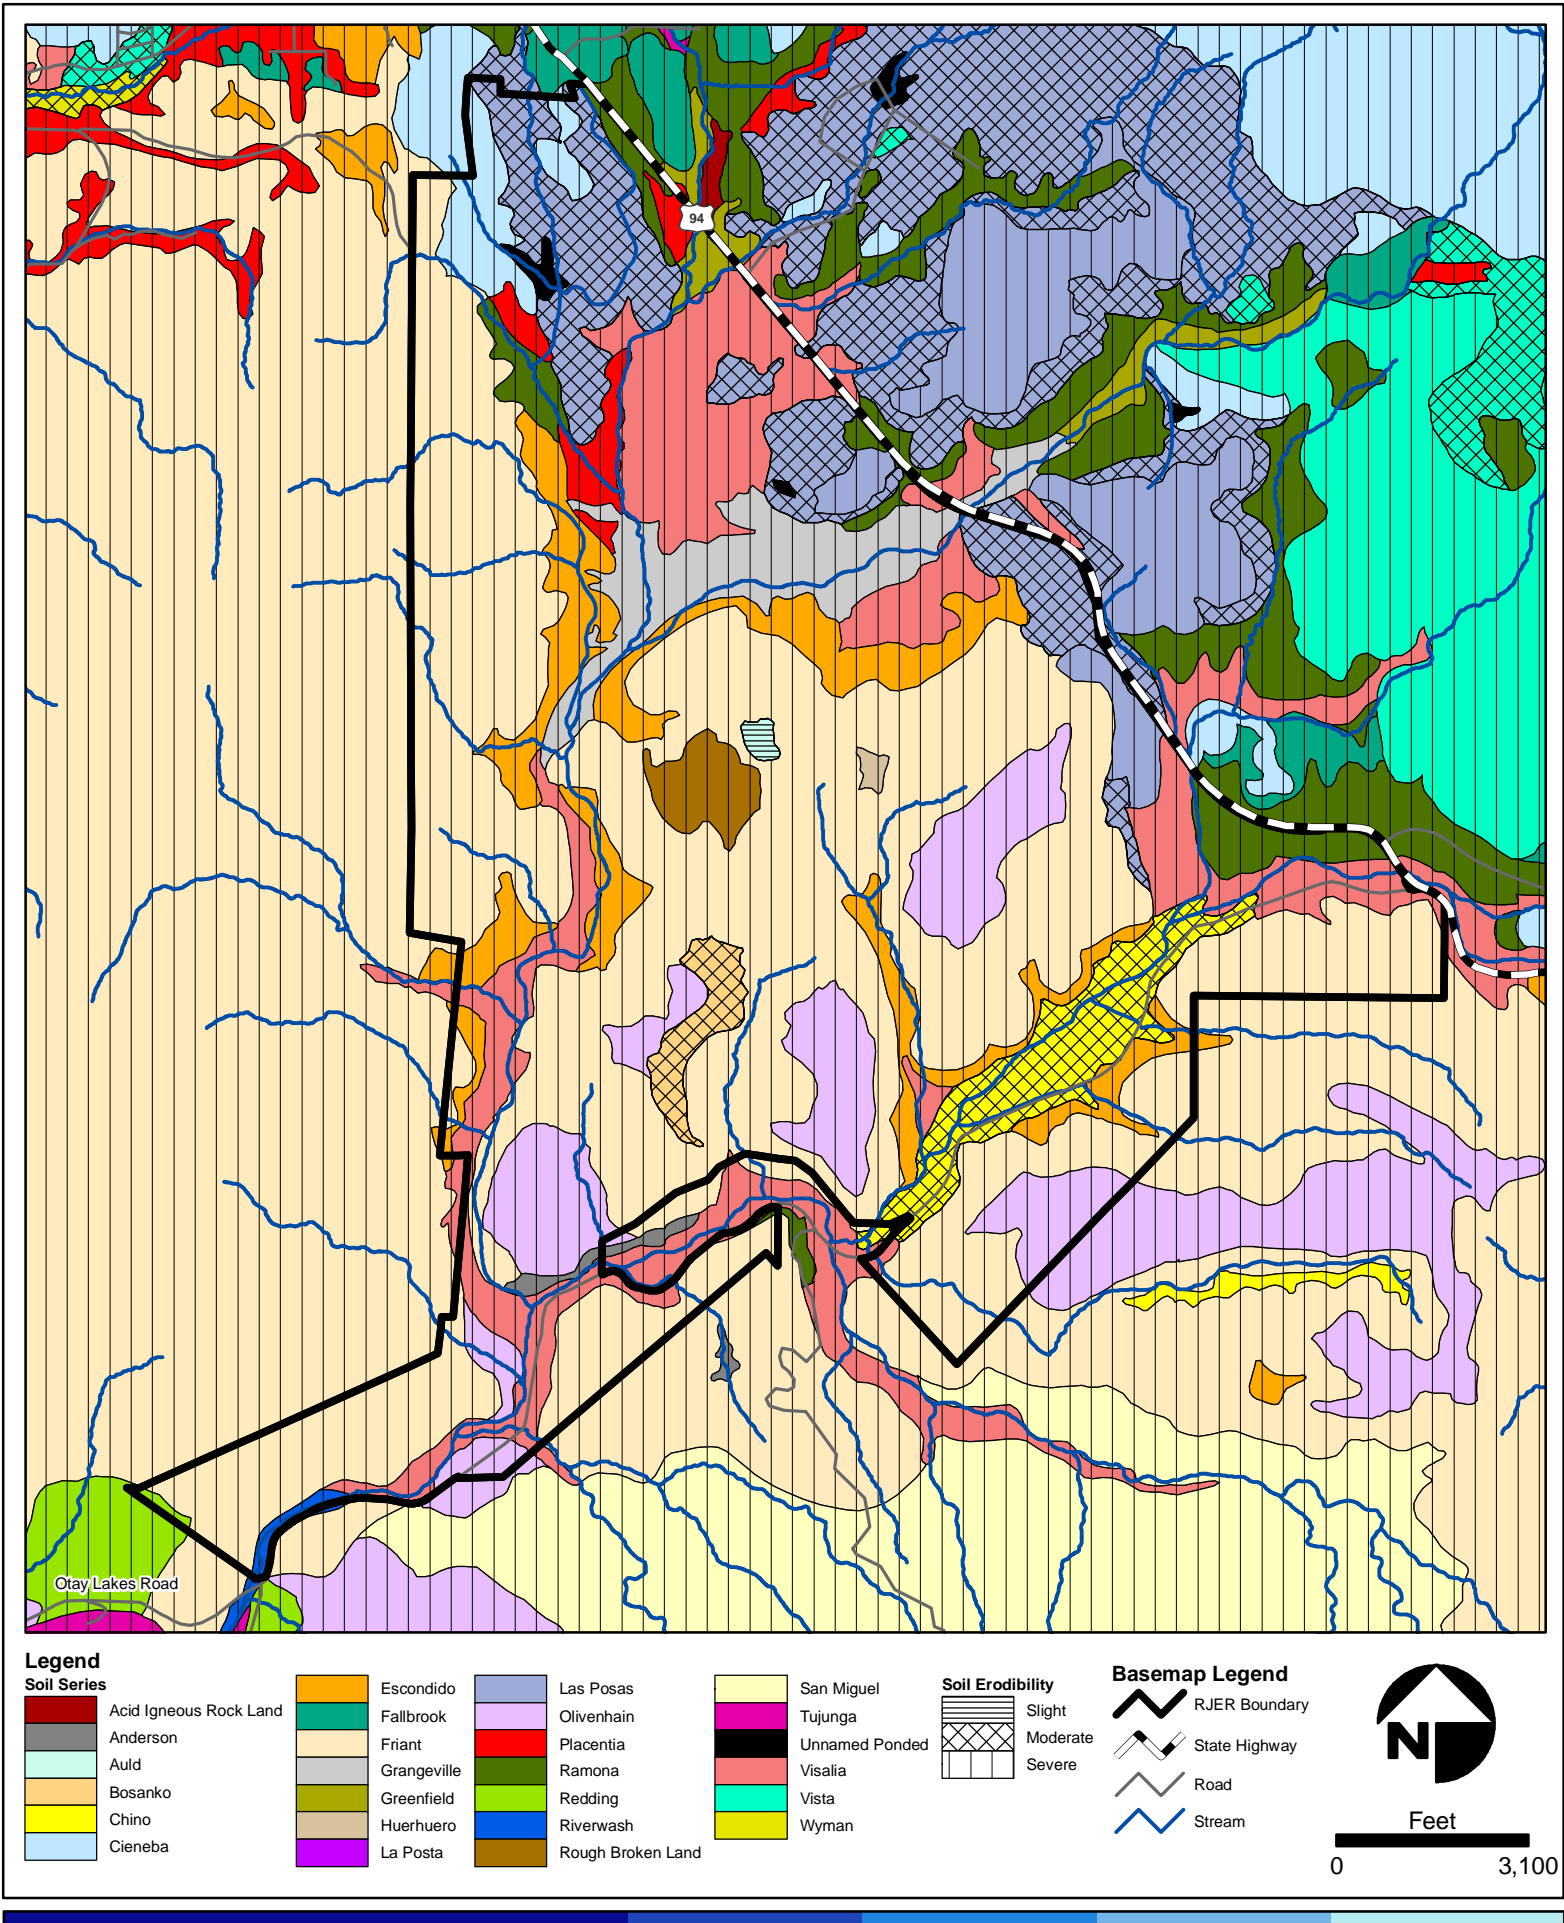 94
Otay Lakes Road
Legend
Soil Series
Acid Igneous Rock Land
Anderson
Auld
Bosanko
Chino
Cieneba
Escondido
Fallbrook
Friant
Grangeville
Greenfield
Huerhuero
La Posta
Las Posas
Olivenhain
Placentia
Ramona
Redding
Riverwash
Rough Broken Land
San Miguel
Tujunga
Unnamed Ponded
Visalia
Vista
Wyman
Soil Erodibility
Slight
Moderate
Severe
Basemap Legend
RJER Boundary
State Highway
Road
Stream
N
Feet
0 3,100